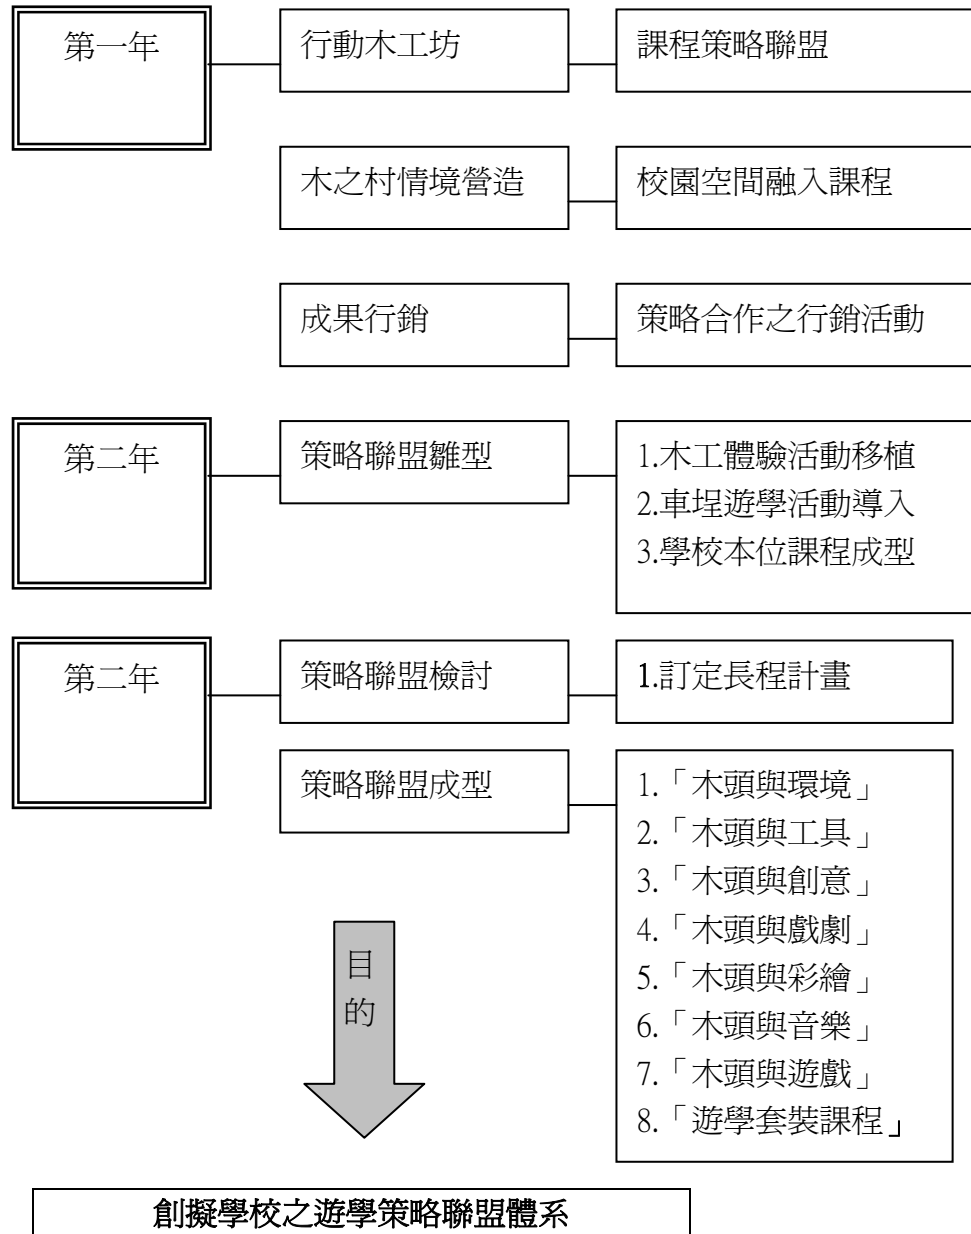 第一年
行動木工坊
課程策略聯盟
木之村情境營造
校園空間融入課程
成果行銷
策略合作之行銷活動
第二年
策略聯盟雛型
1.木工體驗活動移植
2.車埕遊學活動導入
3.學校本位課程成型
第二年
策略聯盟檢討
1.訂定長程計畫
策略聯盟成型
1.「木頭與環境」
2.「木頭與工具」
3.「木頭與創意」
4.「木頭與戲劇」
5.「木頭與彩繪」
6.「木頭與音樂」
7.「木頭與遊戲」
8.「遊學套裝課程」
目
的
創擬學校之遊學策略聯盟體系